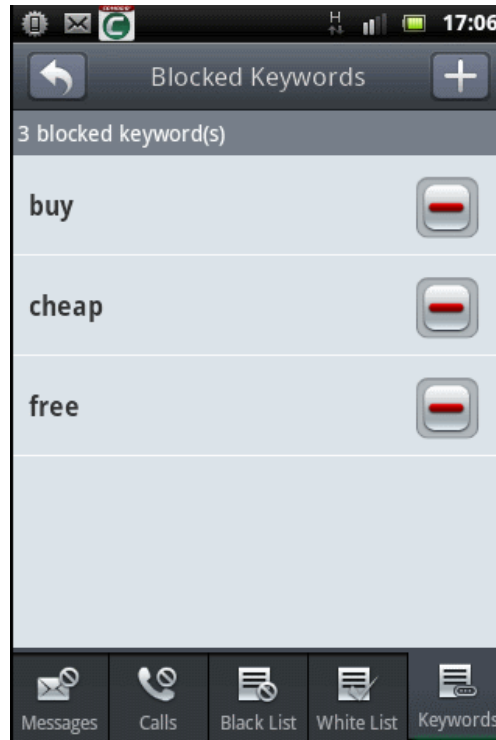 H 17:06
Blocked Keywords
3 blocked keyword(s)
buy
cheap
free
Messages Calls Black List White List Keywords